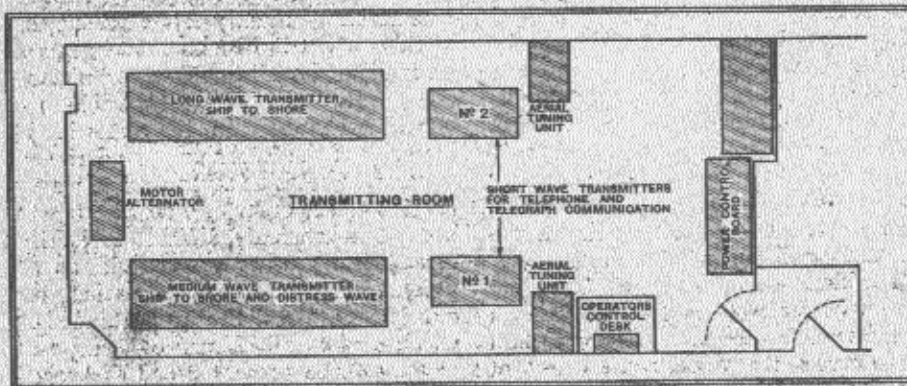 LONG WAVE TRANSMITTER
SHIP TO SHORE
Nº 2
AERIAL
TUNING
UNIT
MOTOR
ALTERNATOR
TRANSMITTING ROOM
SHORT WAVE TRANSMITTERS
FOR TELEPHONE AND
TELEGRAPH COMMUNICATION
POWER CONTROL
BOARD
MEDIUM WAVE TRANSMITTER
SHIP TO SHORE AND DISTRESS WAVE
Nº 1
AERIAL
TUNING
UNIT
OPERATORS
CONTROL
DESK